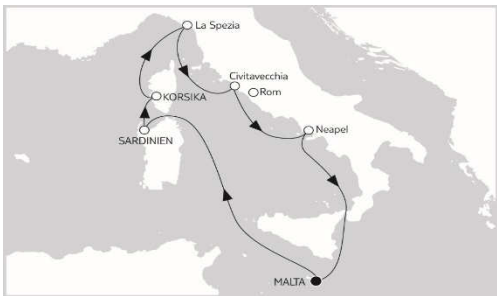 La Spezia
Civitavecchia
Rom
KORSIKA
Neapel
SARDINIEN
MALTA